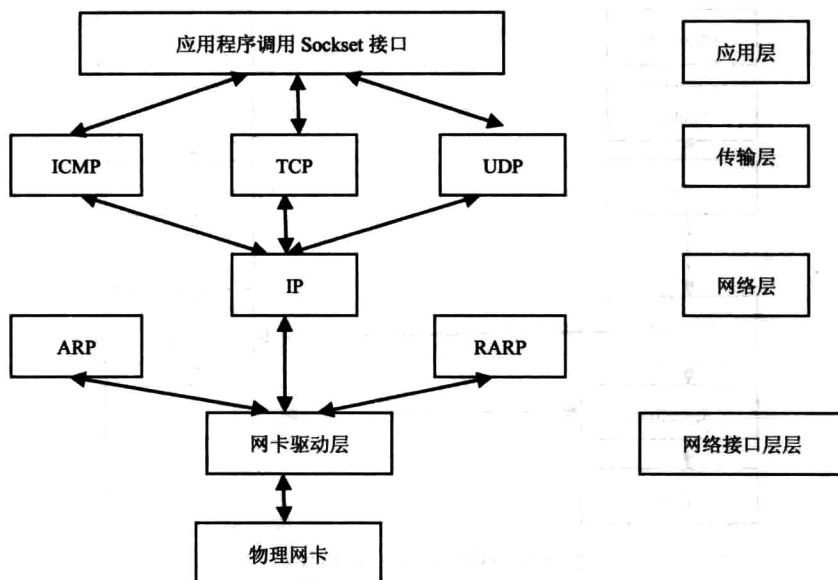 应用程序调用 Sockset 接口
应用层
ICMP
TCP
UDP
传输层
IP
网络层
ARP
RARP
网卡驱动层
网络接口层层
物理网卡